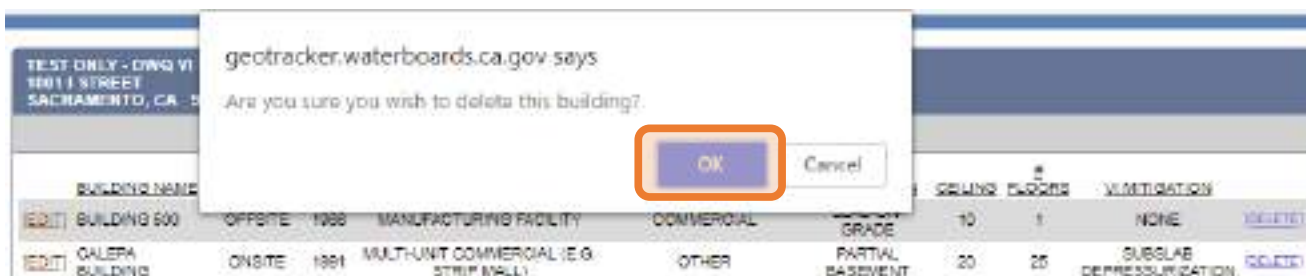 TEST ONLY - DWQ VI
1001 I STREET
SACRAMENTO, CA
geotracker.waterboards.ca.gov says
Are you sure you wish to delete this building?
OK Cancel
BUILDING NAME CEILING # FLOORS VI MITIGATION
[EDIT] BUILDING 500 OFFSITE 1988 MANUFACTURING FACILITY COMMERCIAL GRADE 10 1 NONE [DELETE]
[EDIT] CALEPA BUILDING ONSITE 1991 MULTI-UNIT COMMERCIAL (E.G. STRIP MALL) OTHER PARTIAL BASEMENT 20 25 SUBSLAB DEPRESSURIZATION [DELETE]